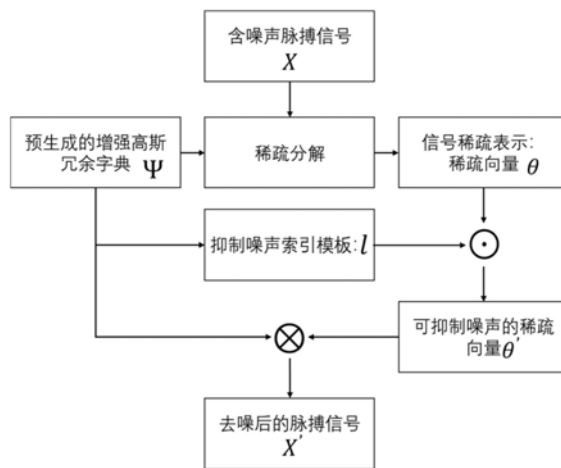 含噪声脉搏信号
X
预生成的增强高斯
冗余字典 Ψ
稀疏分解
信号稀疏表示:
稀疏向量 θ
抑制噪声索引模板: l
可抑制噪声的稀疏
向量θ'
去噪后的脉搏信号
X'